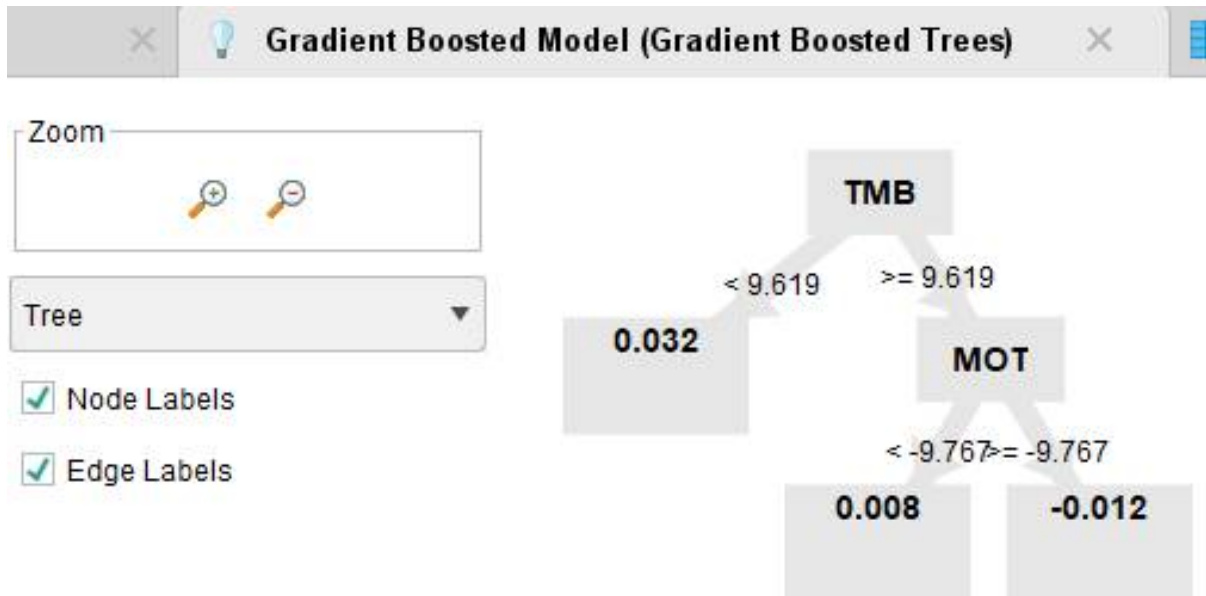 Gradient Boosted Model (Gradient Boosted Trees)
Zoom
Tree
Node Labels
Edge Labels
TMB
< 9.619 >= 9.619
0.032
MOT
< -9.767 >= -9.767
0.008 -0.012